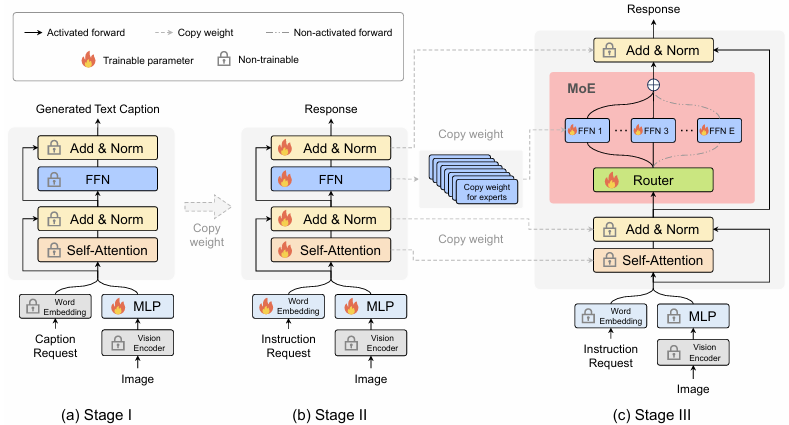 Activated forward
Copy weight
Non-activated forward
Trainable parameter
Non-trainable
Generated Text Caption
Add & Norm
FFN
Add & Norm
Self-Attention
Word
Embedding
MLP
Caption
Request
Vision
Encoder
Image
(a) Stage I
Copy
weight
Response
Add & Norm
FFN
Add & Norm
Self-Attention
Word
Embedding
MLP
Instruction
Request
Vision
Encoder
Image
(b) Stage II
Copy weight
Copy weight
for experts
Copy weight
Response
Add & Norm
MoE
FFN 1
···
FFN 3
···
FFN E
Router
Add & Norm
Self-Attention
Word
Embedding
MLP
Instruction
Request
Vision
Encoder
Image
(c) Stage III